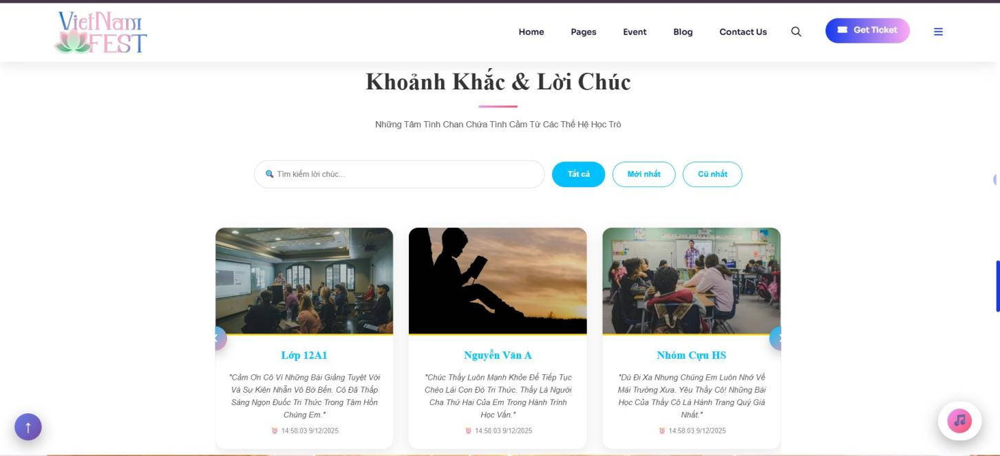 VietNam
FEST
Home Pages Event Blog Contact Us Get Ticket
Khoảnh Khắc & Lời Chúc
Những Tâm Tình Chan Chứa Tình Cảm Từ Các Thế Hệ Học Trò
Tìm kiếm lời chúc... Tất cả Mới nhất Cũ nhất
Lớp 12A1
"Cảm Ơn Cô Vì Những Bài Giảng Tuyệt Vời
Và Sự Kiên Nhẫn Vô Bờ Bến. Cô Đã Thắp
Sáng Ngọn Đuốc Tri Thức Trong Tâm Hồn
Chúng Em."
14:58:03 9/12/2025
Nguyễn Văn A
"Chúc Thầy Luôn Mạnh Khỏe Để Tiếp Tục
Chèo Lái Con Đò Tri Thức. Thầy Là Người
Cha Thứ Hai Của Em Trong Hành Trình
Học Vấn."
14:58:03 9/12/2025
Nhóm Cựu HS
"Dù Đi Xa Nhưng Chúng Em Luôn Nhớ Về
Mái Trường Xưa. Yêu Thầy Cô! Những Bài
Học Của Thầy Cô Là Hành Trang Quý Giá
Nhất."
14:58:03 9/12/2025